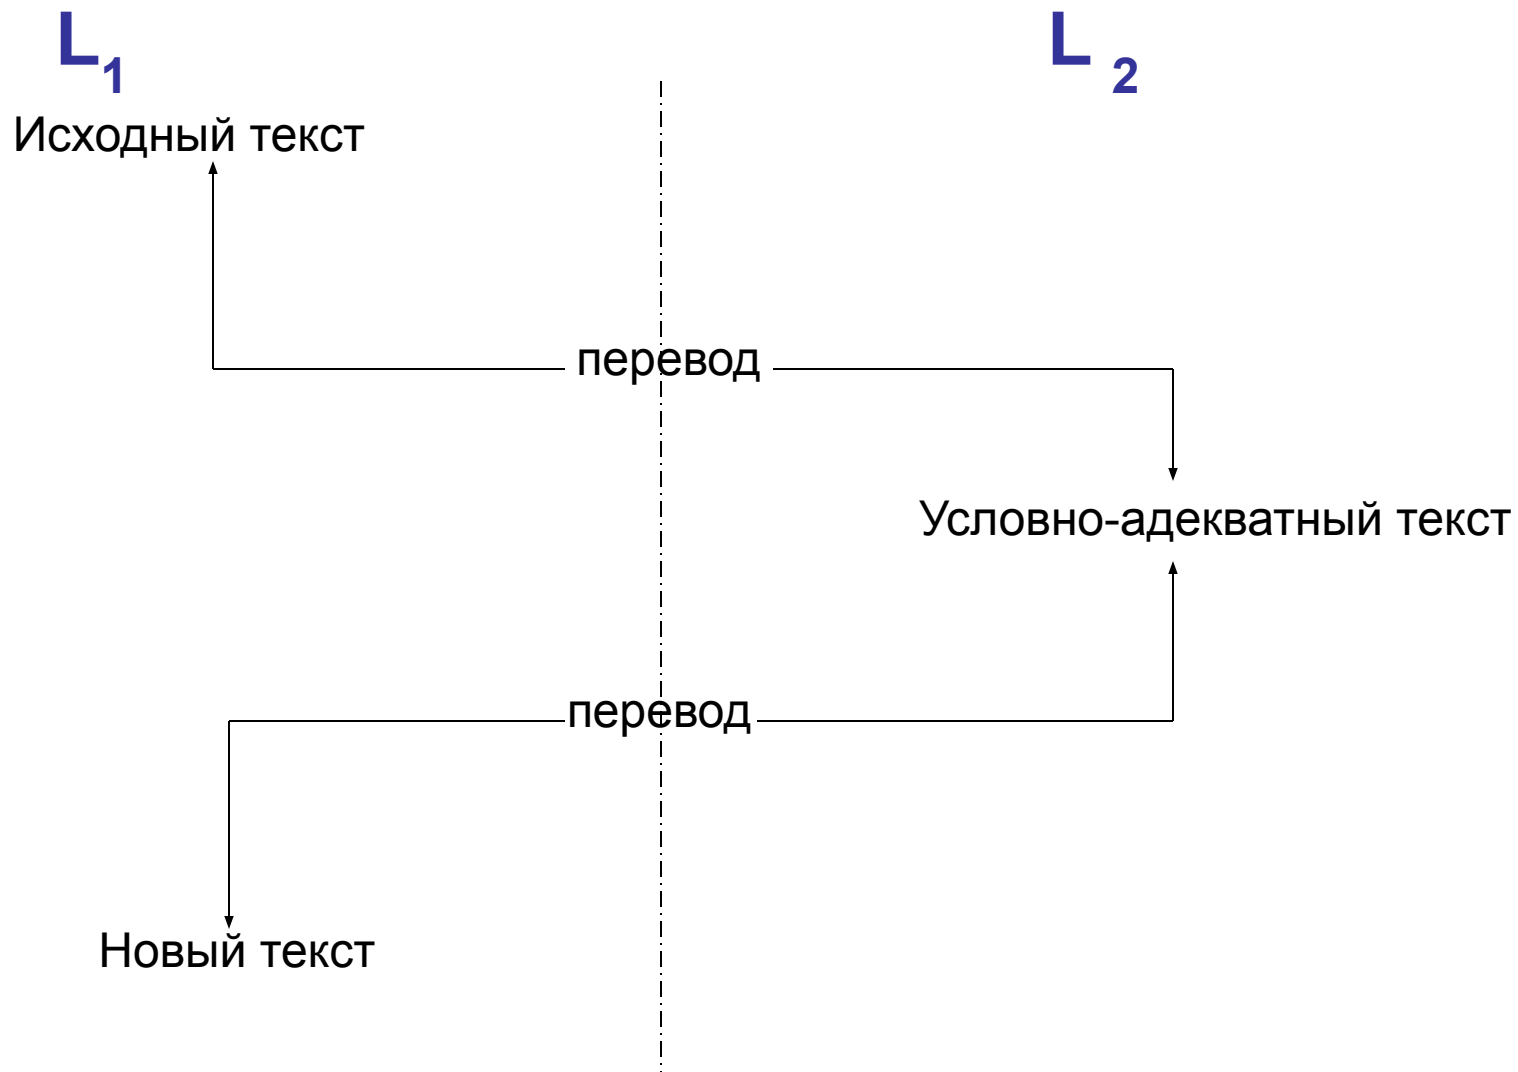 L1
L 2
Исходный текст
перевод
Условно-адекватный текст
перевод
Новый текст